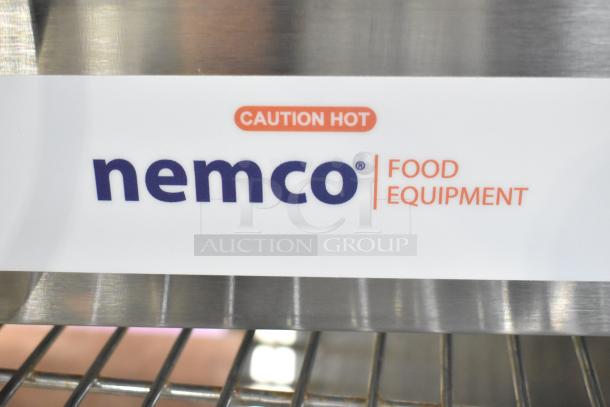 CAUTION HOT
nemco® FOOD
EQUIPMENT
PCI
AUCTION GROUP